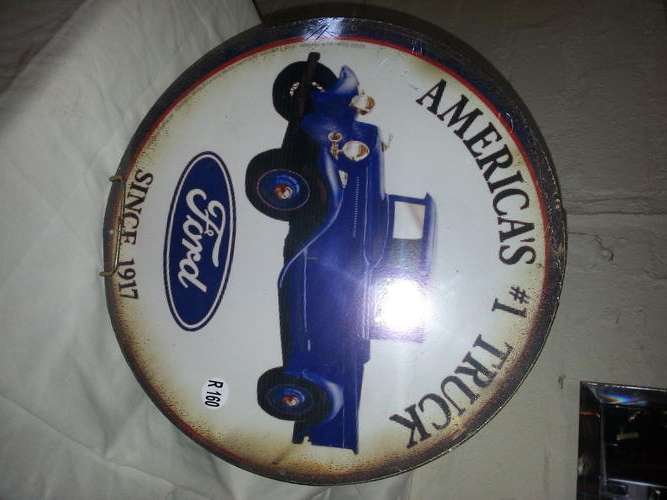 AMERICA'S #1 TRUCK
Ford
SINCE 1917
R160